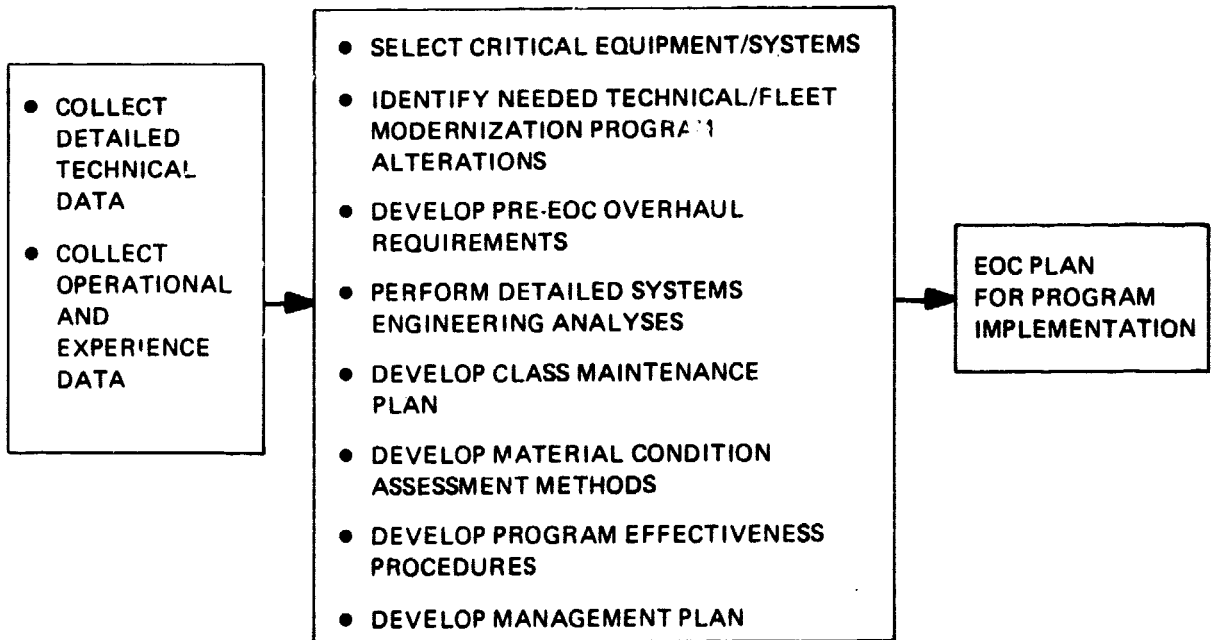 • COLLECT
DETAILED
TECHNICAL
DATA
• COLLECT
OPERATIONAL
AND
EXPERIENCE
DATA
• SELECT CRITICAL EQUIPMENT/SYSTEMS
• IDENTIFY NEEDED TECHNICAL/FLEET
MODERNIZATION
ALTERATIONS
• DEVELOP PRE-EOC OVERHAUL
REQUIREMENTS
• PERFORM DETAILED SYSTEMS
ENGINEERING ANALYSES
• DEVELOP CLASS MAINTENANCE
PLAN
• DEVELOP MATERIAL CONDITION
ASSESSMENT METHODS
• DEVELOP PROGRAM EFFECTIVENESS
PROCEDURES
• DEVELOP MANAGEMENT PLAN
EOC PLAN
FOR PROGRAM
IMPLEMENTATION